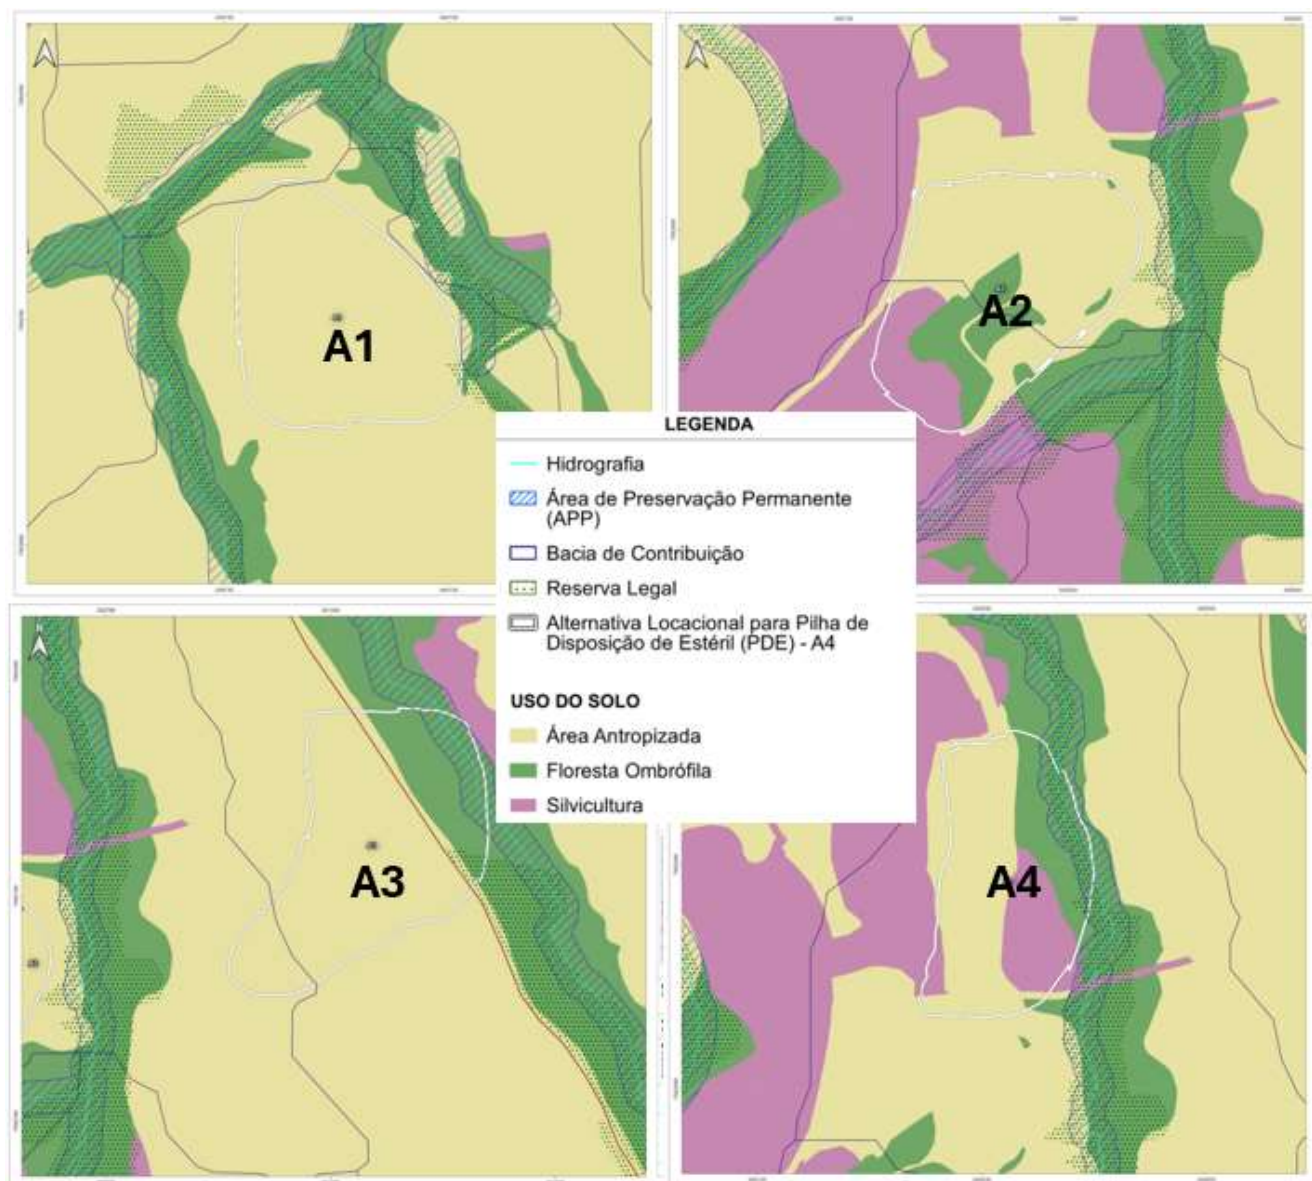 A1
A2
LEGENDA
Hidrografia
Área de Preservação Permanente
(APP)
Bacia de Contribuição
Reserva Legal
Alternativa Locacional para Pilha de
Disposição de Estéril (PDE) - A4
USO DO SOLO
Área Antropizada
Floresta Ombrófila
Silvicultura
A3
A4